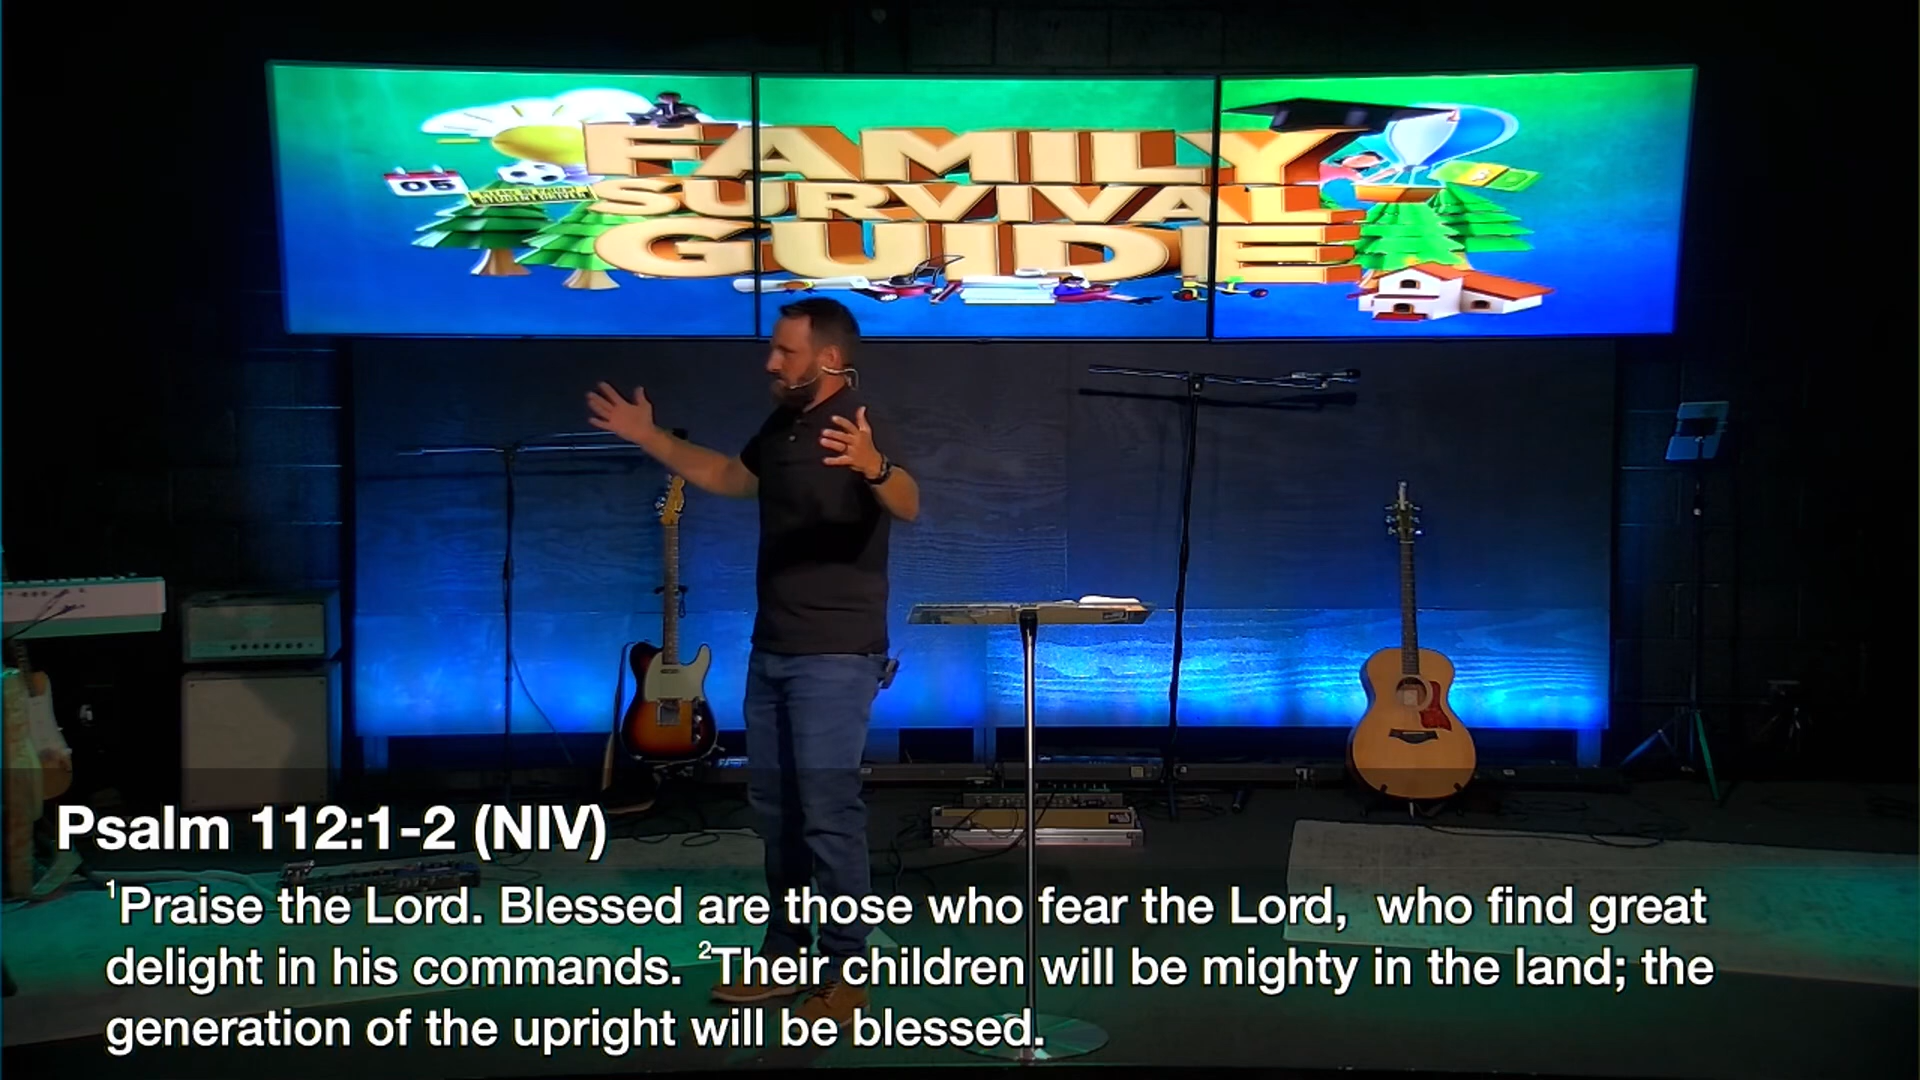 05
STUDENT DRIVER
FAMILY
SURVIVAL
GUIDE
Psalm 112:1-2 (NIV)
1Praise the Lord. Blessed are those who fear the Lord, who find great
delight in his commands. 2Their children will be mighty in the land; the
generation of the upright will be blessed.